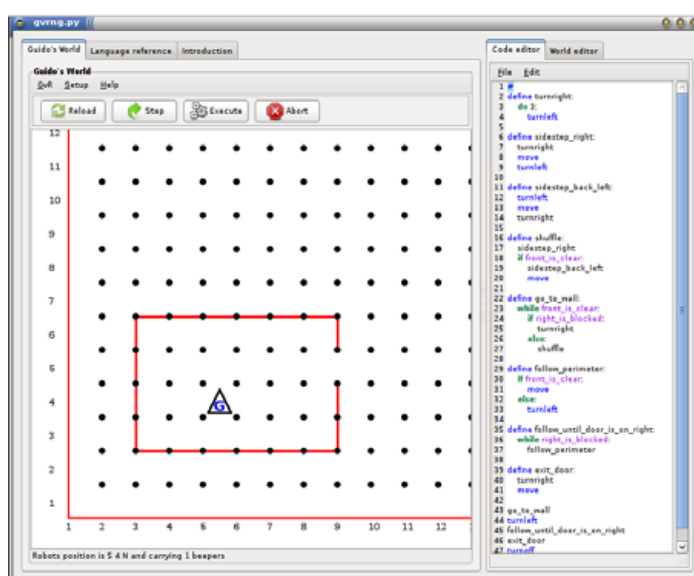 gvrng.py
Guido's World Language reference Introduction
Guido's World
GvR Setup Help
Reload Step Execute Abort
12
11
10
9
8
7
6
5
4
3
2
1
G
1 2 3 4 5 6 7 8 9 10 11 12
Robots position is 5 4 N and carrying 1 beepers
Code editor World editor
File Edit
1 #
2 define turnright:
3 do 3:
4 turnleft
5
6 define sidestep_right:
7 turnright
8 move
9 turnleft
10
11 define sidestep_back_left:
12 turnleft
13 move
14 turnright
15
16 define shuffle:
17 sidestep_right
18 if front_is_clear:
19 sidestep_back_left
20 move
21
22 define go_to_wall:
23 while front_is_clear:
24 if right_is_blocked:
25 turnright
26 else:
27 shuffle
28
29 define follow_perimeter:
30 if front_is_clear:
31 move
32 else:
33 turnleft
34
35 define follow_until_door_is_on_right:
36 while right_is_blocked:
37 follow_perimeter
38
39 define exit_door:
40 turnright
41 move
42
43 go_to_wall
44 turnleft
45 follow_until_door_is_on_right
46 exit_door
47 turnoff